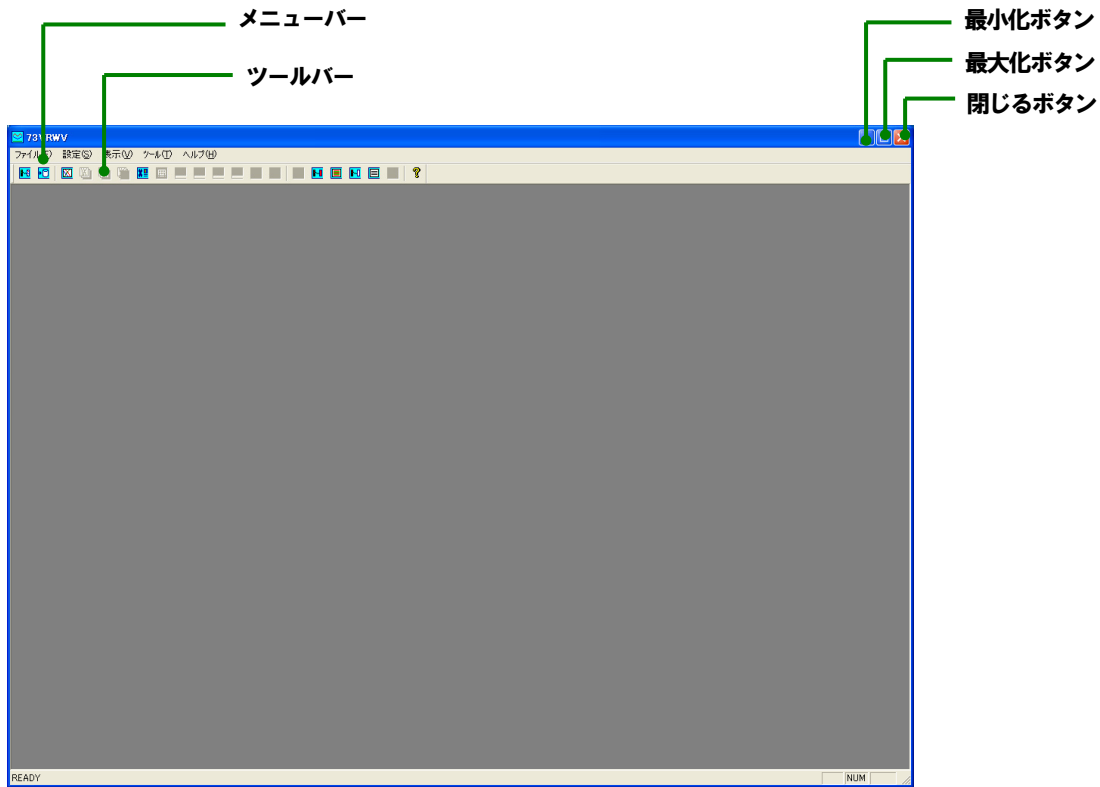 メニューバー
最小化ボタン
最大化ボタン
ツールバー
閉じるボタン
73VRWV
ファイル(F) 設定(S) 表示(V) ツール(T) ヘルプ(H)
READY
NUM